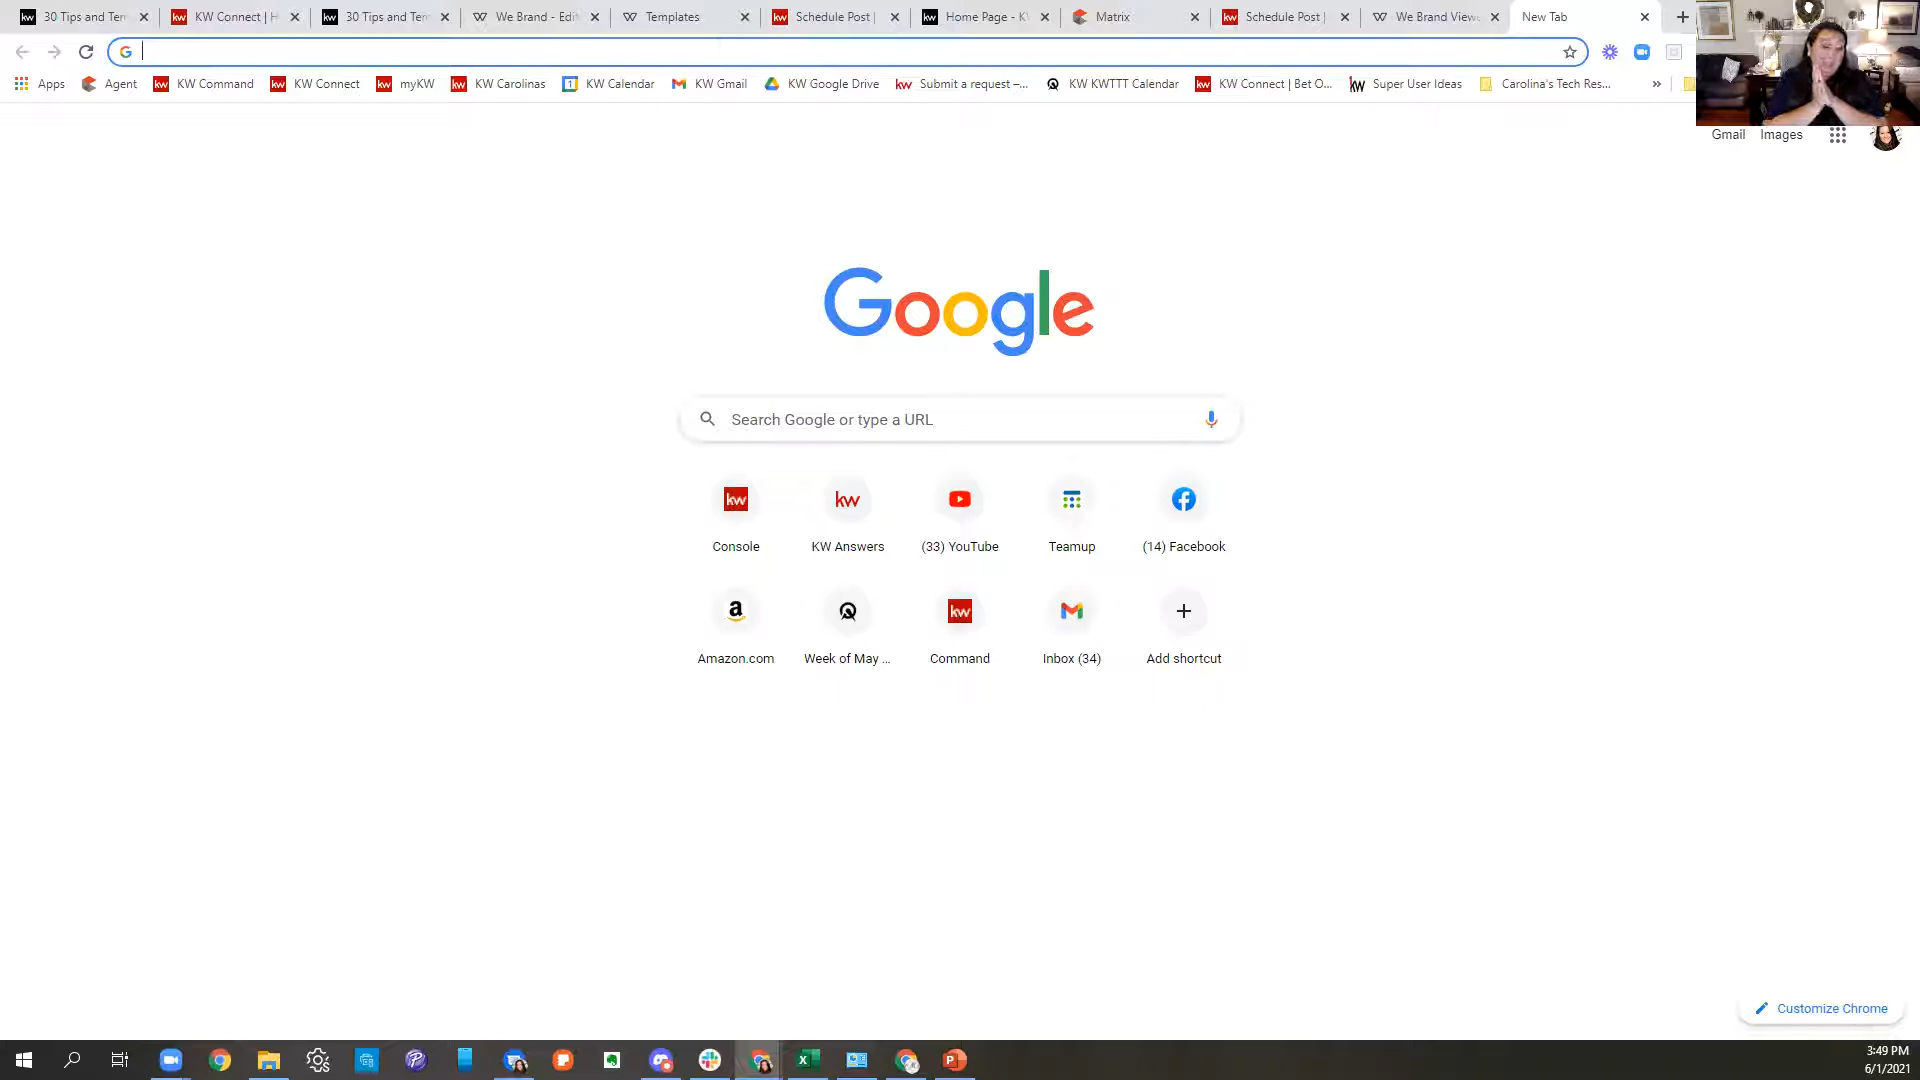 30 Tips and Ter
KW Connect | H
30 Tips and Ter
We Brand - Edi
Templates
Schedule Post |
Home Page - K
Matrix
Schedule Post |
We Brand View
New Tab
Apps
Agent
KW Command
KW Connect
myKW
KW Carolinas
KW Calendar
KW Gmail
KW Google Drive
Submit a request –...
KW KWTTT Calendar
KW Connect | Bet O...
Super User Ideas
Carolina's Tech Res...
»
Gmail
Images
Google
Search Google or type a URL
Console
KW Answers
(33) YouTube
Teamup
(14) Facebook
Amazon.com
Week of May ...
Command
Inbox (34)
Add shortcut
Customize Chrome
3:49 PM
6/1/2021